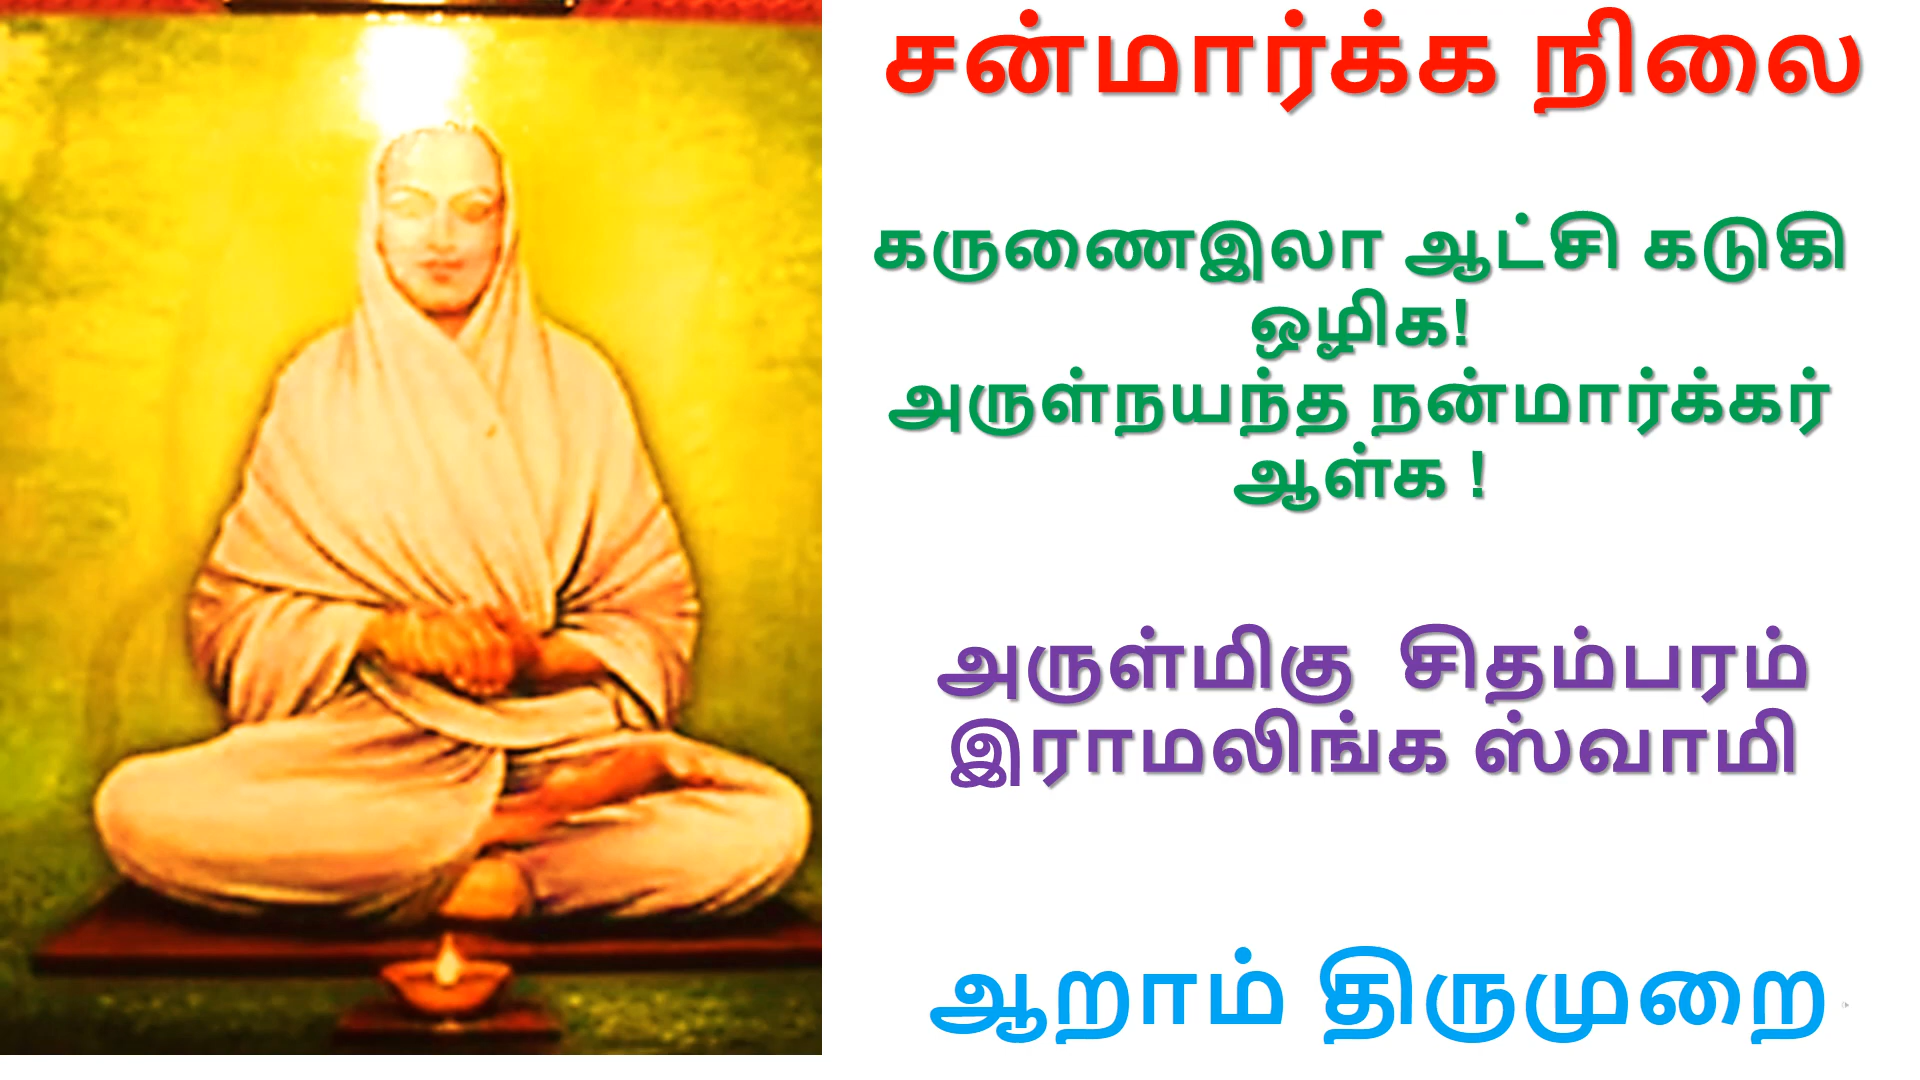 சன்மார்க்க நிலை
கருணைஇலா ஆட்சி கடுகி
ஒழிக!
அருள்நயந்த நன்மார்க்கர்
ஆள்க !
அருள்மிகு சிதம்பரம்
இராமலிங்க ஸ்வாமி
ஆறாம் திருமுறை